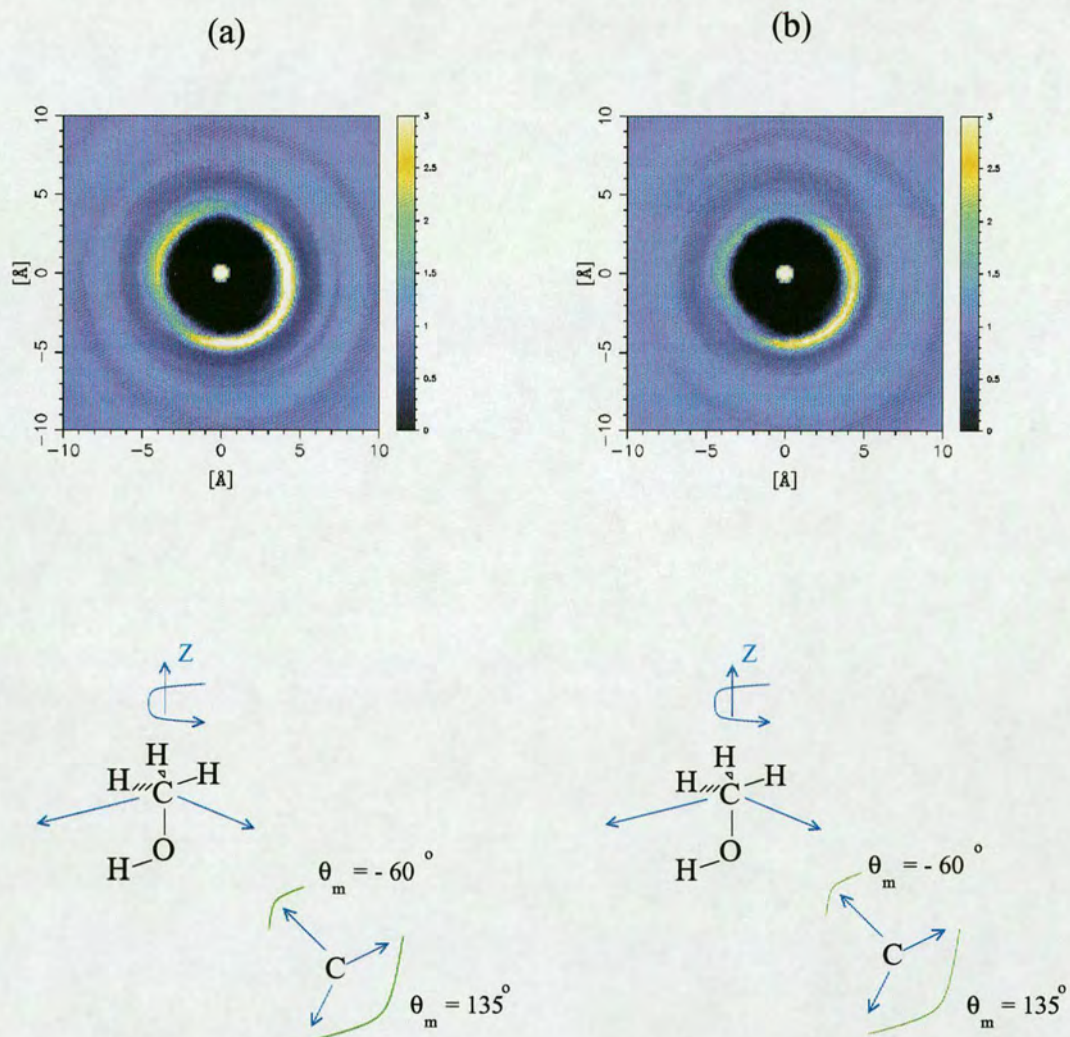 (a)
(b)
10
5
0
−5
−10
[Å]
−10 −5 0 5 10
[Å]
3
2.5
2
1.5
1
0.5
0
10
5
0
−5
−10
[Å]
−10 −5 0 5 10
[Å]
3
2.5
2
1.5
1
0.5
0
Z
H
H C H
H O
θm = - 60°
C
θm = 135°
Z
H
H C H
H O
θm = - 60°
C
θm = 135°